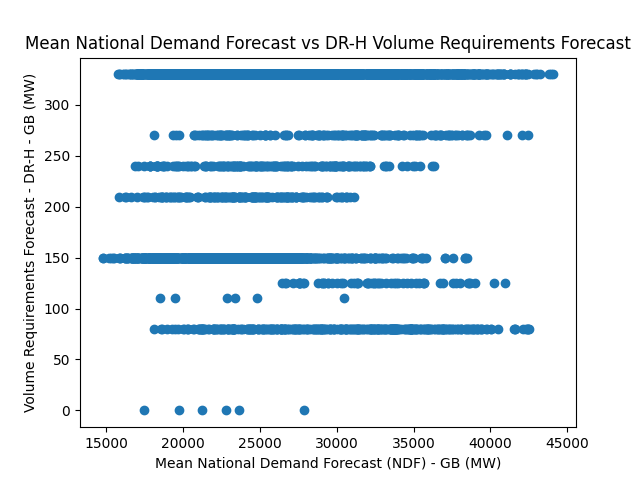 Mean National Demand Forecast vs DR-H Volume Requirements Forecast
Volume Requirements Forecast - DR-H - GB (MW)
300
250
200
150
100
50
0
15000 20000 25000 30000 35000 40000 45000
Mean National Demand Forecast (NDF) - GB (MW)